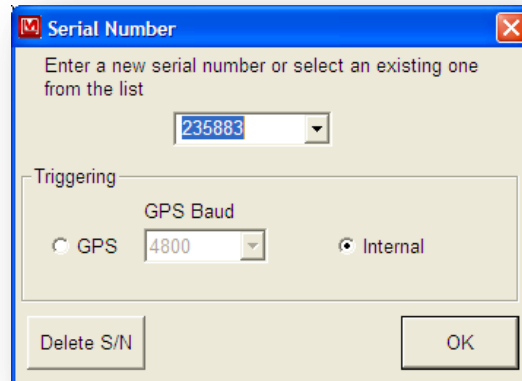 Serial Number
Enter a new serial number or select an existing one
from the list
235883
Triggering
GPS Baud
GPS 4800 Internal
Delete S/N OK